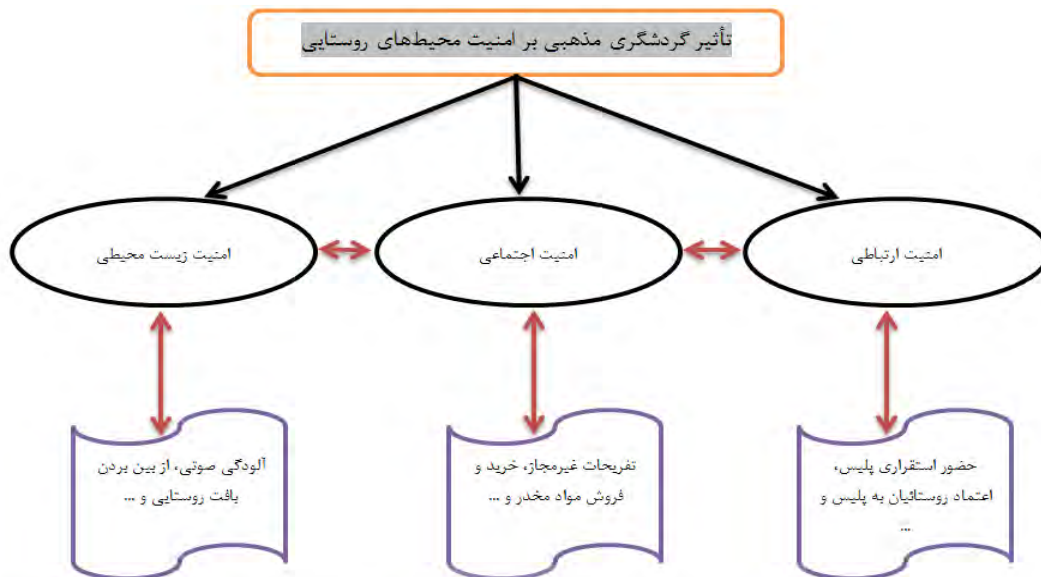 تأثیر گردشگری مذهبی بر امنیت محیط‌های روستایی
امنیت ارتباطی
امنیت اجتماعی
امنیت زیست محیطی
حضور استقراری پلیس،
اعتماد روستائیان به پلیس و
...
تفریحات غیرمجاز، خرید و
فروش مواد مخدر و ...
آلودگی صوتی، از بین بردن
بافت روستایی و ...